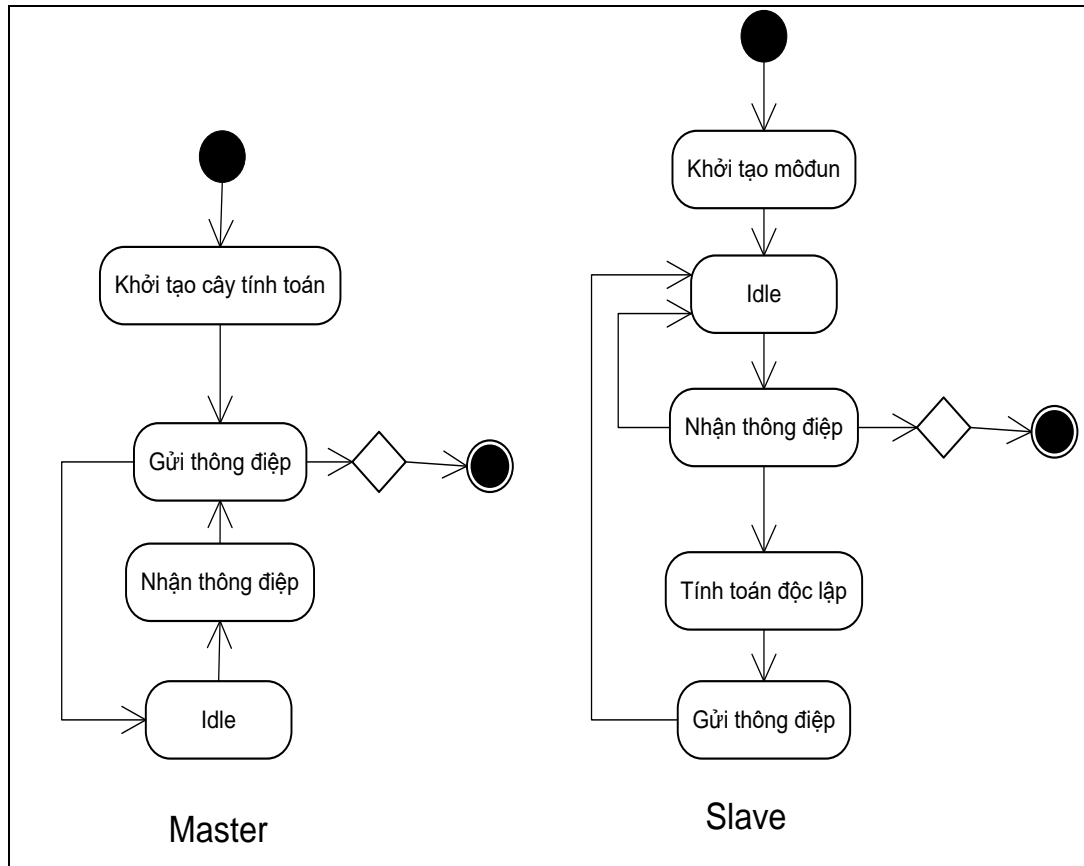 Khởi tạo cây tính toán
Gửi thông điệp
Nhận thông điệp
Idle
Master
Khởi tạo môđun
Idle
Nhận thông điệp
Tính toán độc lập
Gửi thông điệp
Slave